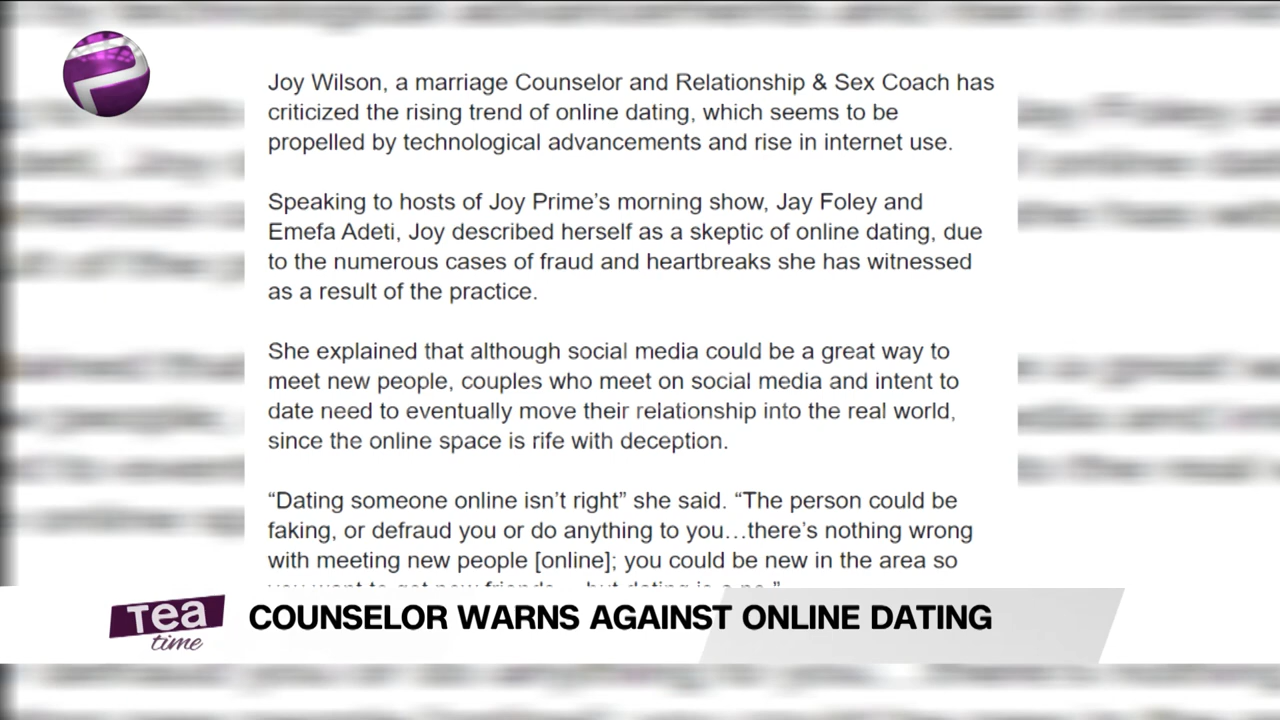 Joy Wilson, a marriage Counselor and Relationship & Sex Coach has
criticized the rising trend of online dating, which seems to be
propelled by technological advancements and rise in internet use.
Speaking to hosts of Joy Prime's morning show, Jay Foley and
Emefa Adeti, Joy described herself as a skeptic of online dating, due
to the numerous cases of fraud and heartbreaks she has witnessed
as a result of the practice.
She explained that although social media could be a great way to
meet new people, couples who meet on social media and intent to
date need to eventually move their relationship into the real world,
since the online space is rife with deception.
“Dating someone online isn't right” she said. “The person could be
faking, or defraud you or do anything to you…there's nothing wrong
with meeting new people [online]; you could be new in the area so
Tea
time
COUNSELOR WARNS AGAINST ONLINE DATING